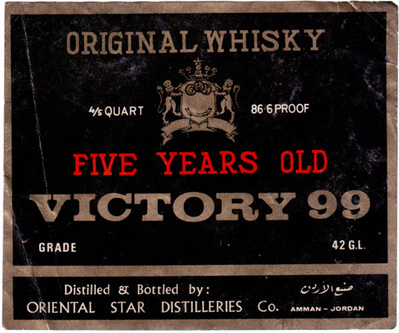 ORIGINAL WHISKY
4/5 QUART 86·6 PROOF
FIVE YEARS OLD
VICTORY 99
GRADE 42 G.L.
Distilled & Bottled by: صنع الأردن
ORIENTAL STAR DISTILLERIES Co. AMMAN – JORDAN